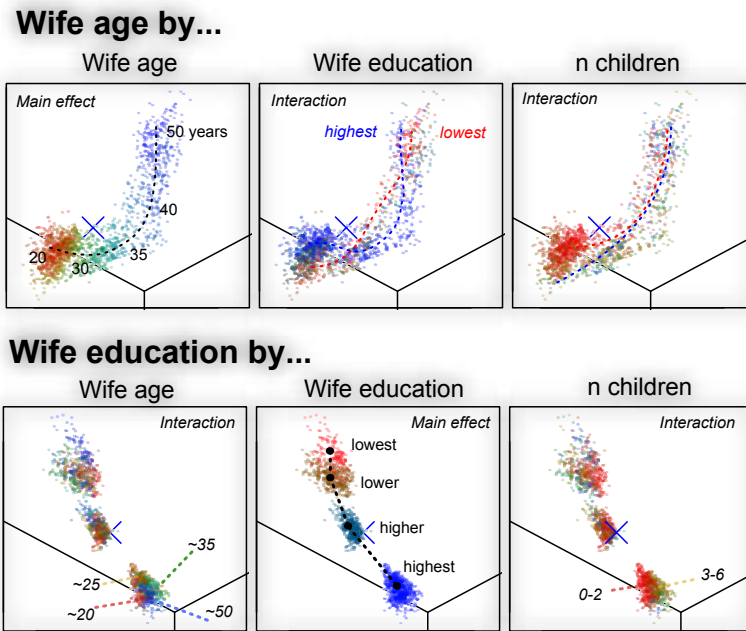 Wife age by...
Wife age
Wife education
n children
Main effect
Interaction
Interaction
50 years
highest
lowest
40
20
30
35
Wife education by...
Wife age
Wife education
n children
Interaction
Main effect
Interaction
lowest
lower
higher
highest
~35
~25
~20
~50
3-6
0-2